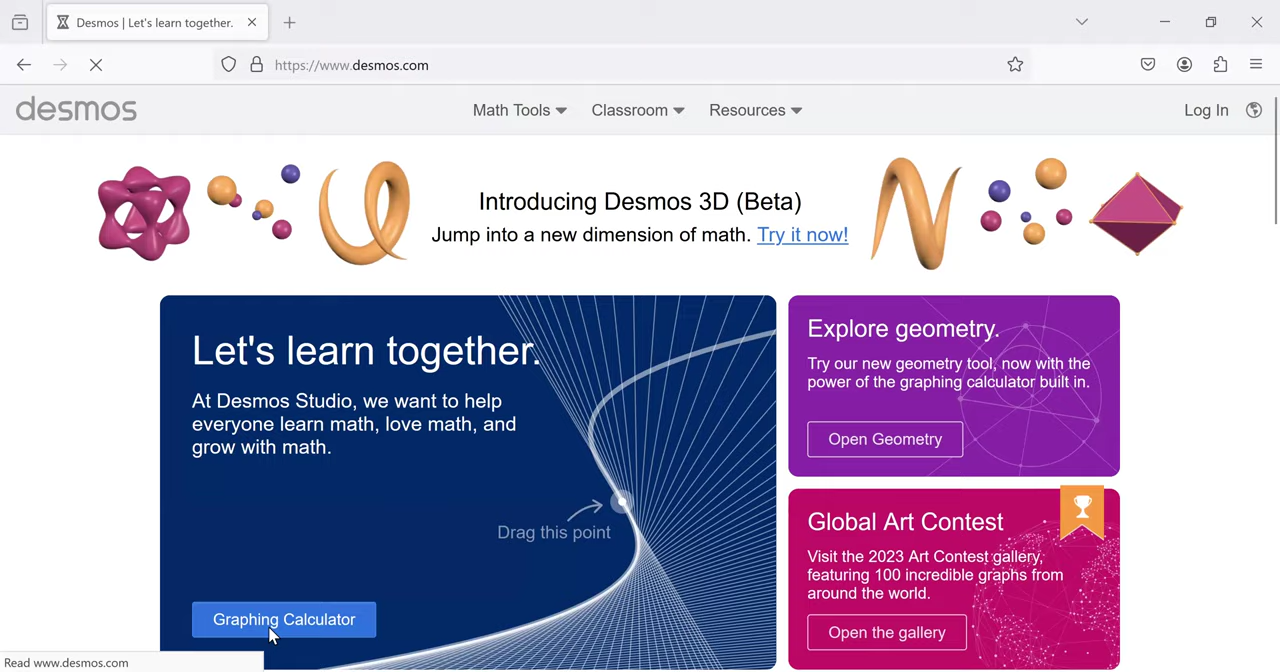 Desmos | Let's learn together.
https://www.desmos.com
desmos
Math Tools
Classroom
Resources
Log In
Introducing Desmos 3D (Beta)
Jump into a new dimension of math. Try it now!
Let's learn together.
At Desmos Studio, we want to help
everyone learn math, love math, and
grow with math.
Drag this point
Graphing Calculator
Explore geometry.
Try our new geometry tool, now with the
power of the graphing calculator built in.
Open Geometry
Global Art Contest
Visit the 2023 Art Contest gallery,
featuring 100 incredible graphs from
around the world.
Open the gallery
Read www.desmos.com